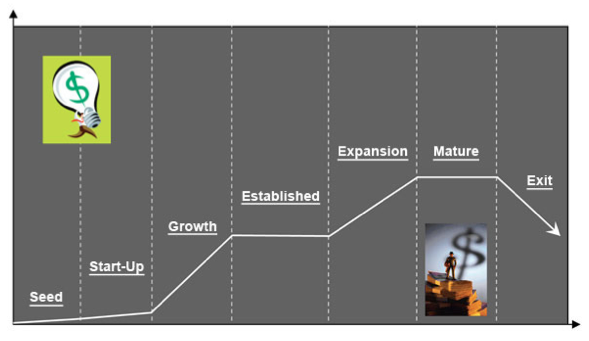 Seed
Start-Up
Growth
Established
Expansion
Mature
Exit
$
$